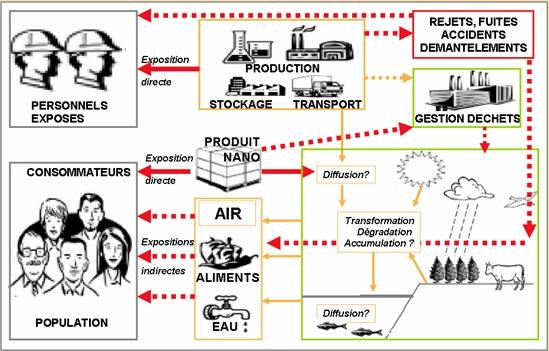 REJETS, FUITES
ACCIDENTS
DEMANTELEMENTS
Exposition
directe
PRODUCTION
STOCKAGE
TRANSPORT
PERSONNELS
EXPOSES
GESTION DECHETS
PRODUIT
NANO
CONSOMMATEURS
Exposition
directe
Diffusion?
AIR
Transformation
Dégradation
Accumulation ?
Expositions
indirectes
ALIMENTS
EAU
Diffusion?
POPULATION